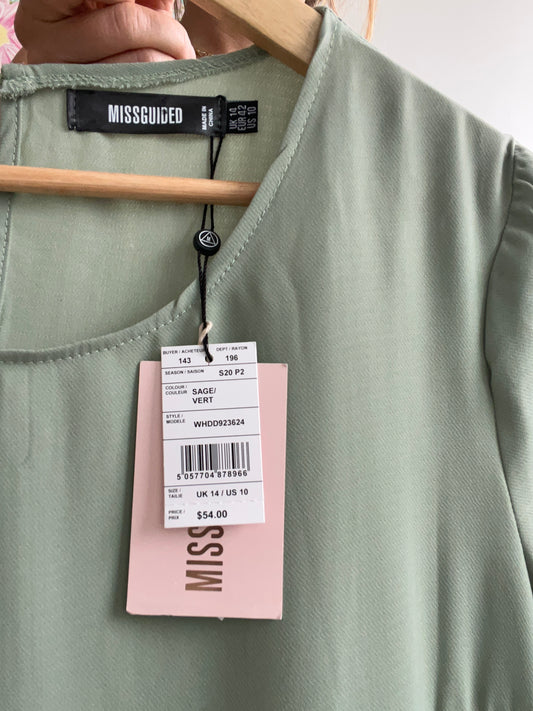 MISSGUIDED
MADE IN
CHINA
UK 14
EUR 42
US 10
BUYER / ACHETEUR DEPT / RAYON
143 196
SEASON / SAISON S20 P2
COLOUR /
COULEUR
SAGE/
VERT
STYLE /
MODELE
WHDD923624
5 057704 878966
SIZE /
TAILLE
UK 14 / US 10
PRICE /
PRIX
$54.00
MISSG